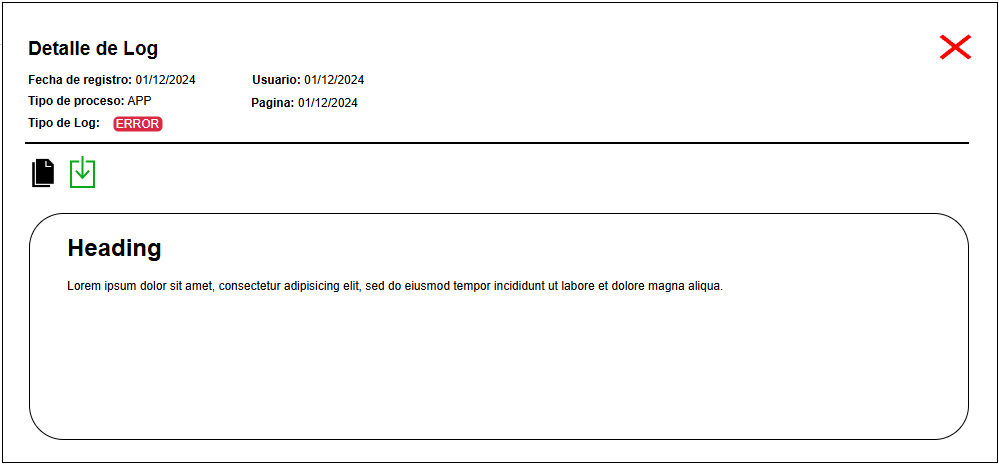 Detalle de Log
Fecha de registro: 01/12/2024 Usuario: 01/12/2024
Tipo de proceso: APP Pagina: 01/12/2024
Tipo de Log: ERROR
Heading
Lorem ipsum dolor sit amet, consectetur adipisicing elit, sed do eiusmod tempor incididunt ut labore et dolore magna aliqua.